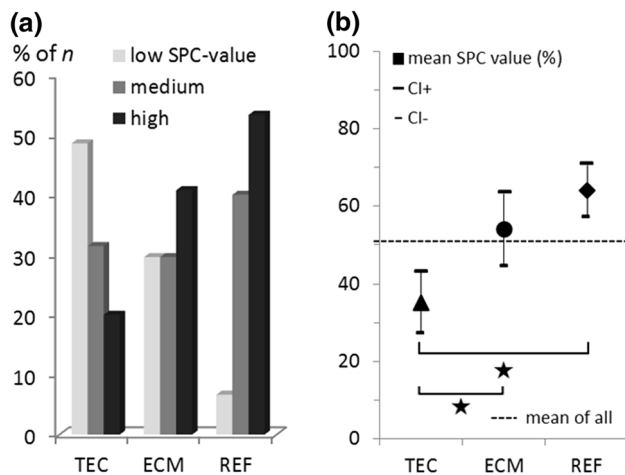 (a)
% of n
low SPC-value
medium
high
60
50
40
30
20
10
0
TEC ECM REF
(b)
100
80
60
40
20
0
mean SPC value (%)
CI+
CI-
mean of all
TEC ECM REF